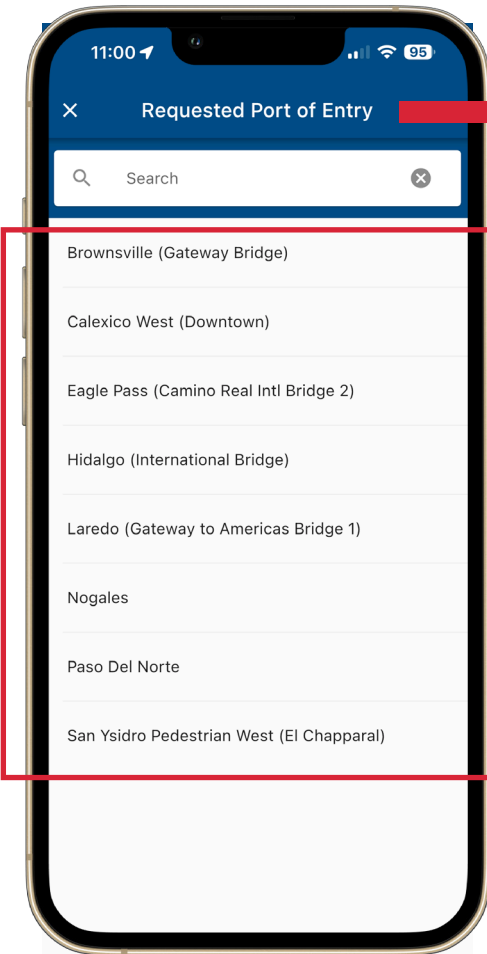 11:00 95
Requested Port of Entry
Search
Brownsville (Gateway Bridge)
Calexico West (Downtown)
Eagle Pass (Camino Real Intl Bridge 2)
Hidalgo (International Bridge)
Laredo (Gateway to Americas Bridge 1)
Nogales
Paso Del Norte
San Ysidro Pedestrian West (El Chapparal)